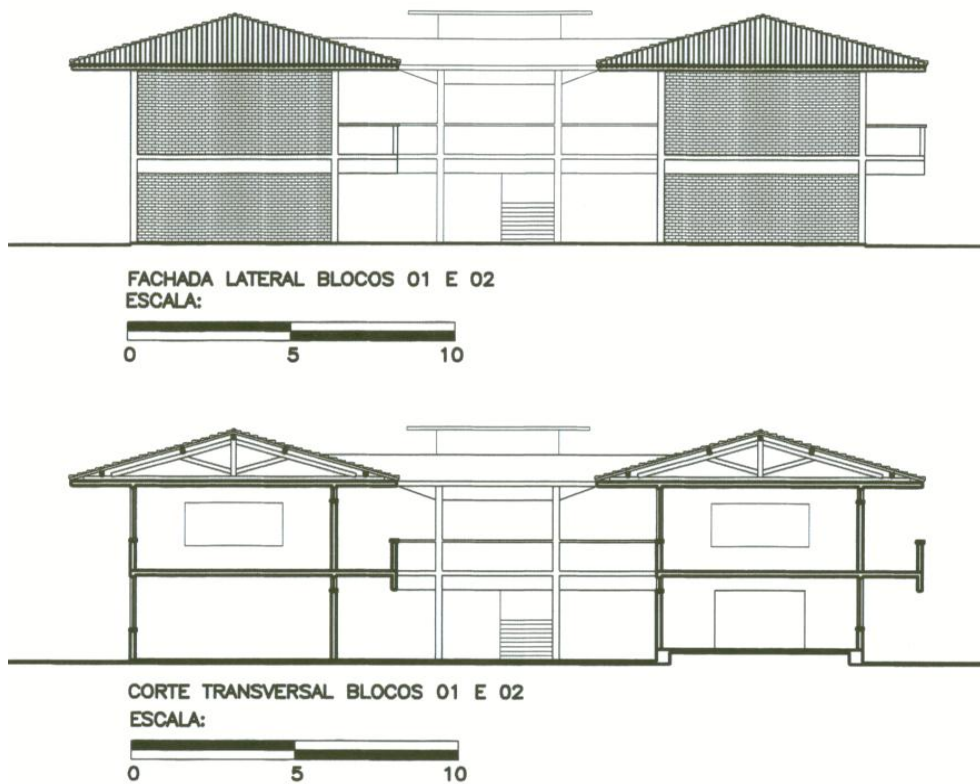 FACHADA LATERAL BLOCOS 01 E 02
ESCALA:
0 5 10
CORTE TRANSVERSAL BLOCOS 01 E 02
ESCALA:
0 5 10